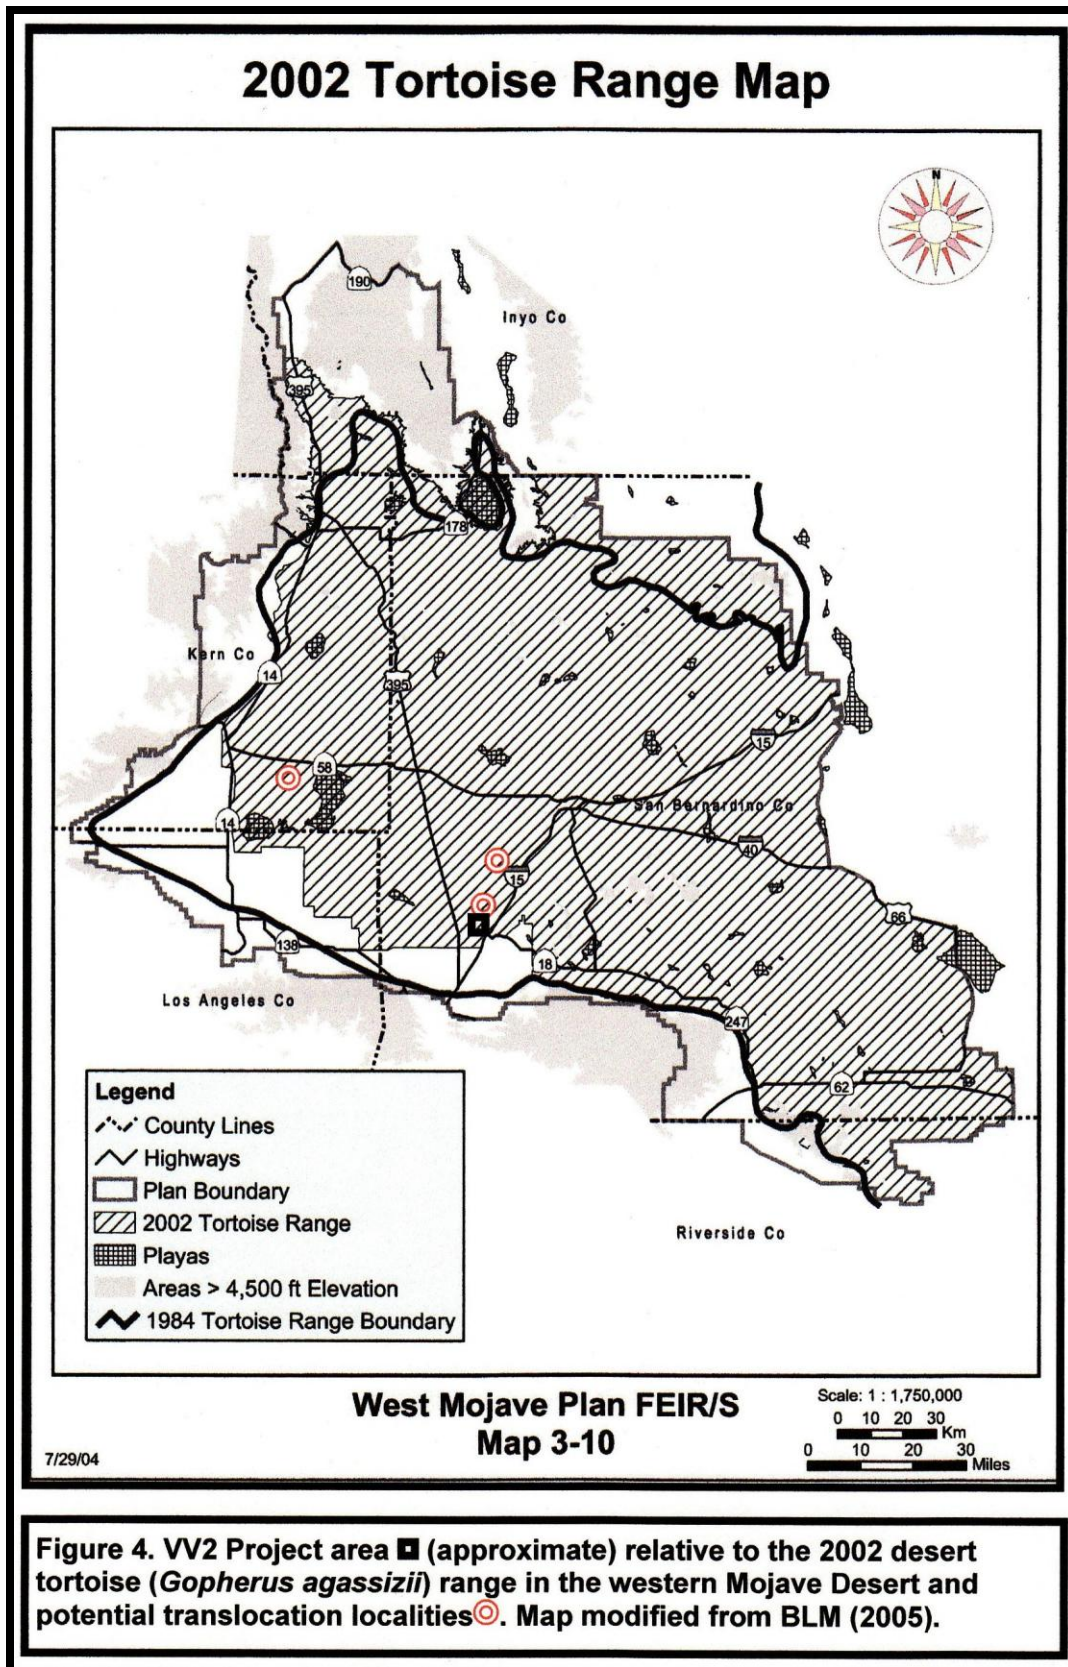 2002 Tortoise Range Map
N
190
Inyo Co
395
178
Kern Co
14
395
15
58
San Bernardino Co
14
40
15
66
138
18
Los Angeles Co
247
62
Legend
County Lines
Highways
Plan Boundary
2002 Tortoise Range
Playas
Areas > 4,500 ft Elevation
1984 Tortoise Range Boundary
Riverside Co
West Mojave Plan FEIR/S
Map 3-10
7/29/04
Scale: 1 : 1,750,000
0 10 20 30
Km
0 10 20 30
Miles
Figure 4. VV2 Project area (approximate) relative to the 2002 desert
tortoise (Gopherus agassizii) range in the western Mojave Desert and
potential translocation localities. Map modified from BLM (2005).